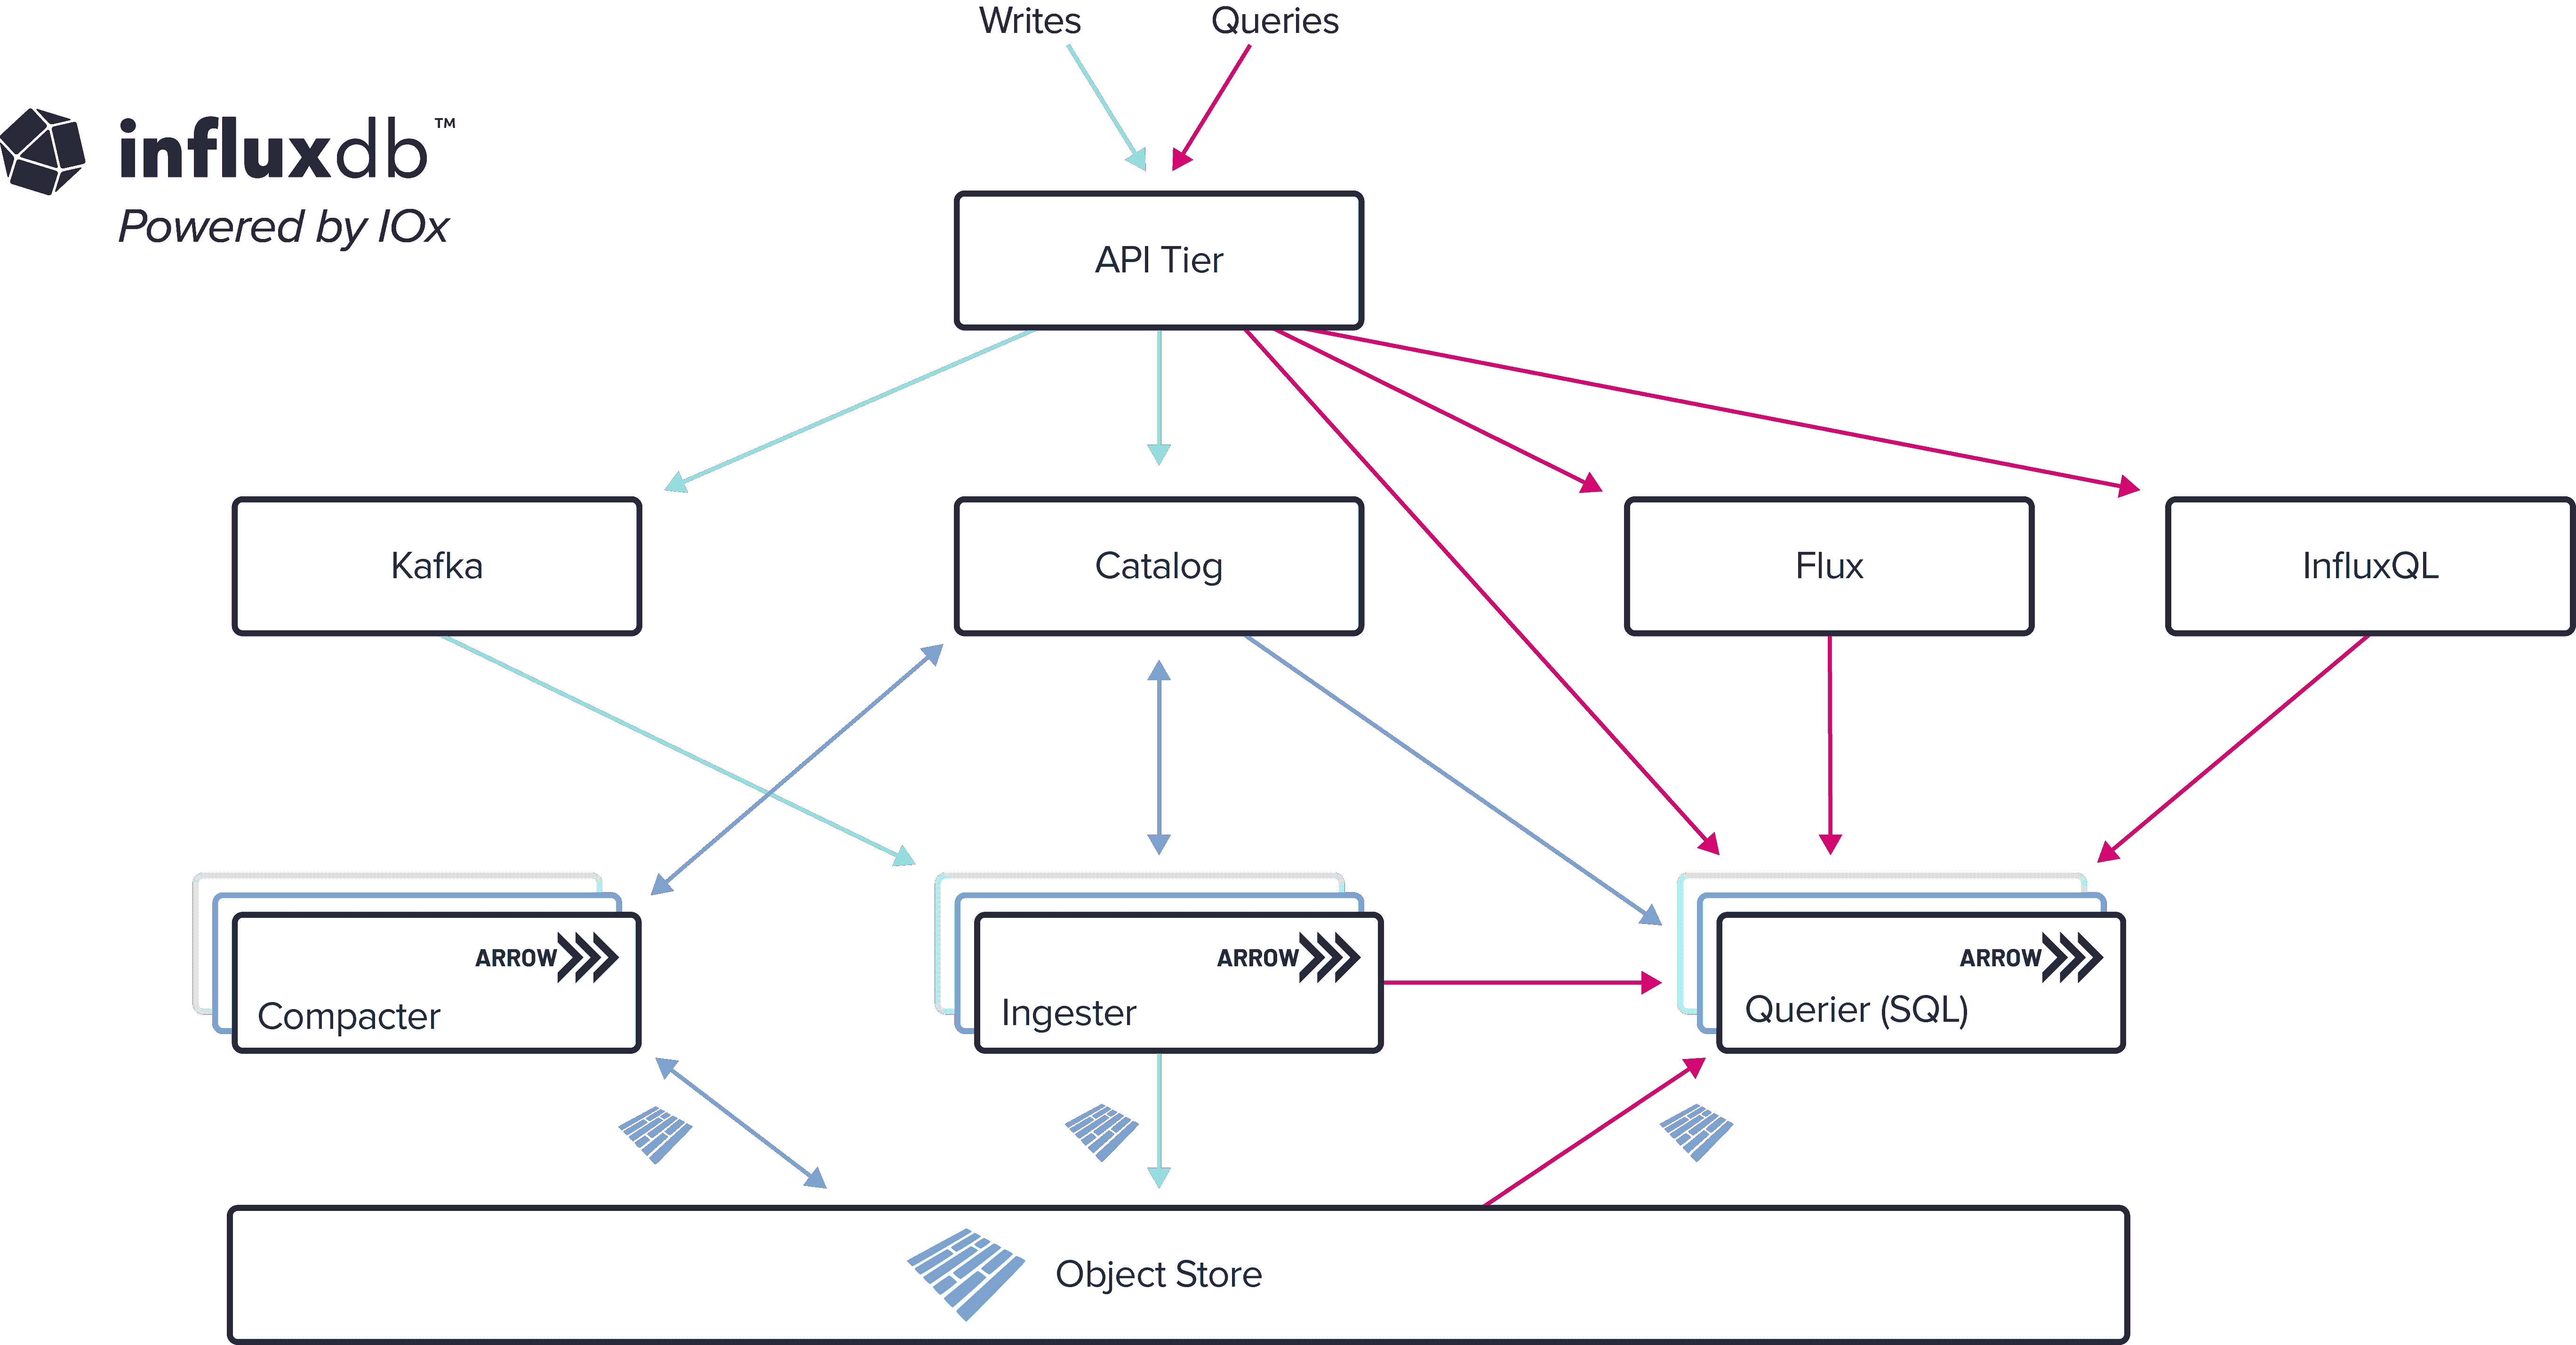 Writes
Queries
influxdb™
Powered by IOx
API Tier
Kafka
Catalog
Flux
InfluxQL
ARROW
Compacter
ARROW
Ingester
ARROW
Querier (SQL)
Object Store